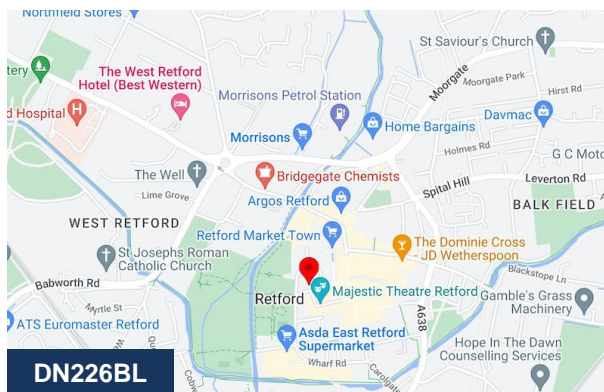 Northfield Stores
St Saviour's Church
Moorgate
Moorgate Park
Hirst Rd
The West Retford
Hotel (Best Western)
Morrisons Petrol Station
d Hospital
Morrisons
Home Bargains
Davmac
Holmes Rd
G C Mot
The Well
Bridgegate Chemists
Leverton Rd
Lime Grove
Spital Hill
Argos Retford
BALK FIELD
WEST RETFORD
Retford Market Town
The Dominie Cross
- JD Wetherspoon
St Josephs Roman
Catholic Church
Blackstope Ln
Babworth Rd
Retford
Majestic Theatre Retford
Gamble's Grass
Machinery
Myrtle St
A638
ATS Euromaster Retford
Asda East Retford
Supermarket
Hope In The Dawn
Counselling Services
Wharf Rd
Carolgate
DN226BL